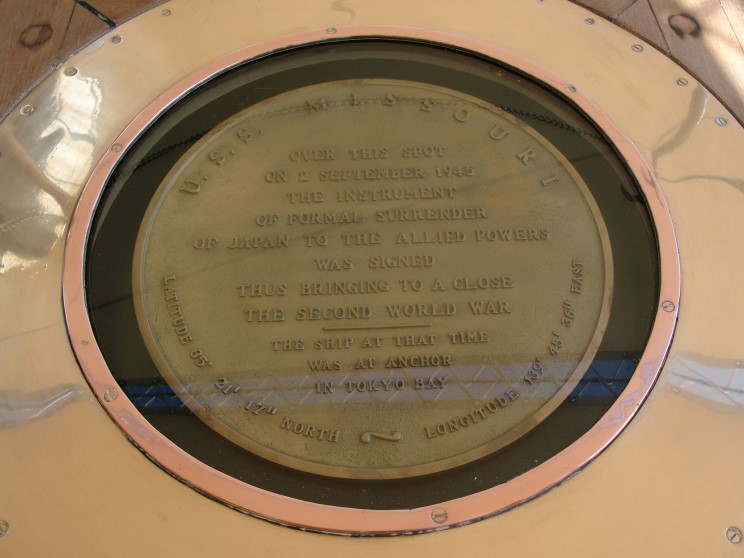 U.S.S. MISSOURI
OVER THIS SPOT
ON 2 SEPTEMBER 1945
THE INSTRUMENT
OF FORMAL SURRENDER
OF JAPAN TO THE ALLIED POWERS
WAS SIGNED
THUS BRINGING TO A CLOSE
THE SECOND WORLD WAR
THE SHIP AT THAT TIME
WAS AT ANCHOR
IN TOKYO BAY
LATITUDE 35° 21' 17" NORTH ~ LONGITUDE 139° 45' 36" EAST